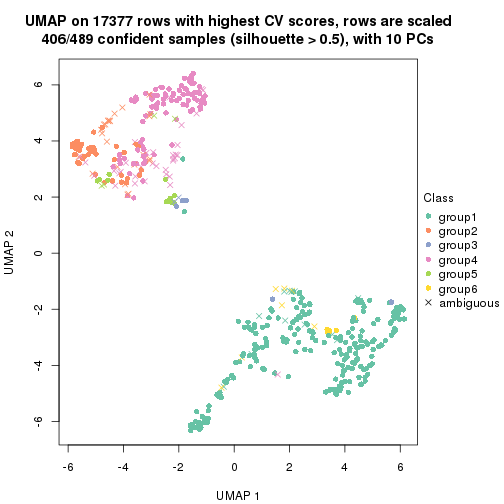 UMAP on 17377 rows with highest CV scores, rows are scaled
406/489 confident samples (silhouette > 0.5), with 10 PCs
6
4
2
0
-2
-4
-6
UMAP 2
-6 -4 -2 0 2 4 6
UMAP 1
Class
group1
group2
group3
group4
group5
group6
ambiguous